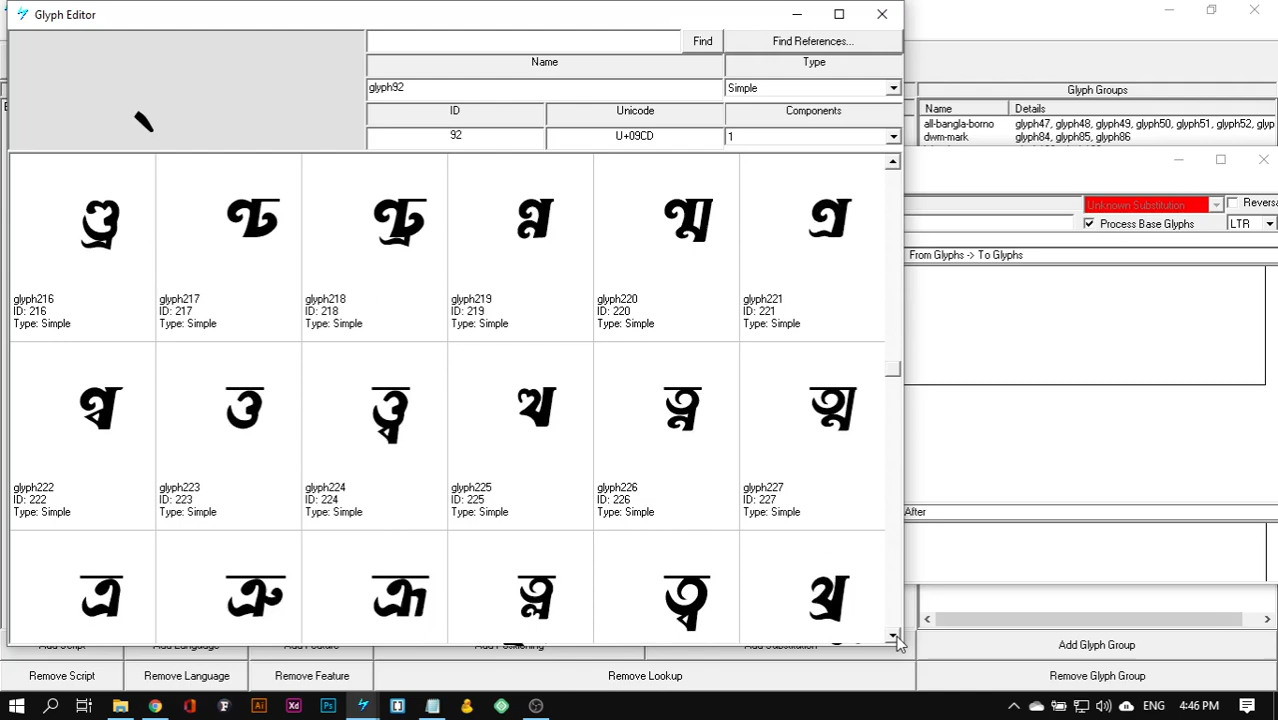 Glyph Editor
Find
Find References...
Name
Type
glyph92
Simple
ID
Unicode
Components
92
U+09CD
1
্
ণ্ড্র
ণ্ঢ
ণ্ঢ্র
ণ্ন
ণ্ম
ণ্র
glyph216
ID: 216
Type: Simple
glyph217
ID: 217
Type: Simple
glyph218
ID: 218
Type: Simple
glyph219
ID: 219
Type: Simple
glyph220
ID: 220
Type: Simple
glyph221
ID: 221
Type: Simple
ণ্ব
ত্ত
ত্ত্ব
ত্থ
ত্ন
ত্ম
glyph222
ID: 222
Type: Simple
glyph223
ID: 223
Type: Simple
glyph224
ID: 224
Type: Simple
glyph225
ID: 225
Type: Simple
glyph226
ID: 226
Type: Simple
glyph227
ID: 227
Type: Simple
ত্র
ত্রু
ত্রূ
ত্ল
ত্ব
থ্র
Glyph Groups
Name
Details
all-bangla-borno
glyph47, glyph48, glyph49, glyph50, glyph51, glyph52, glyp
dwm-mark
glyph84, glyph85, glyph86
Unknown Substitution
Revers
Process Base Glyphs
LTR
From Glyphs -> To Glyphs
After
Add Glyph Group
Remove Script
Remove Language
Remove Feature
Remove Lookup
Remove Glyph Group
ENG
4:46 PM